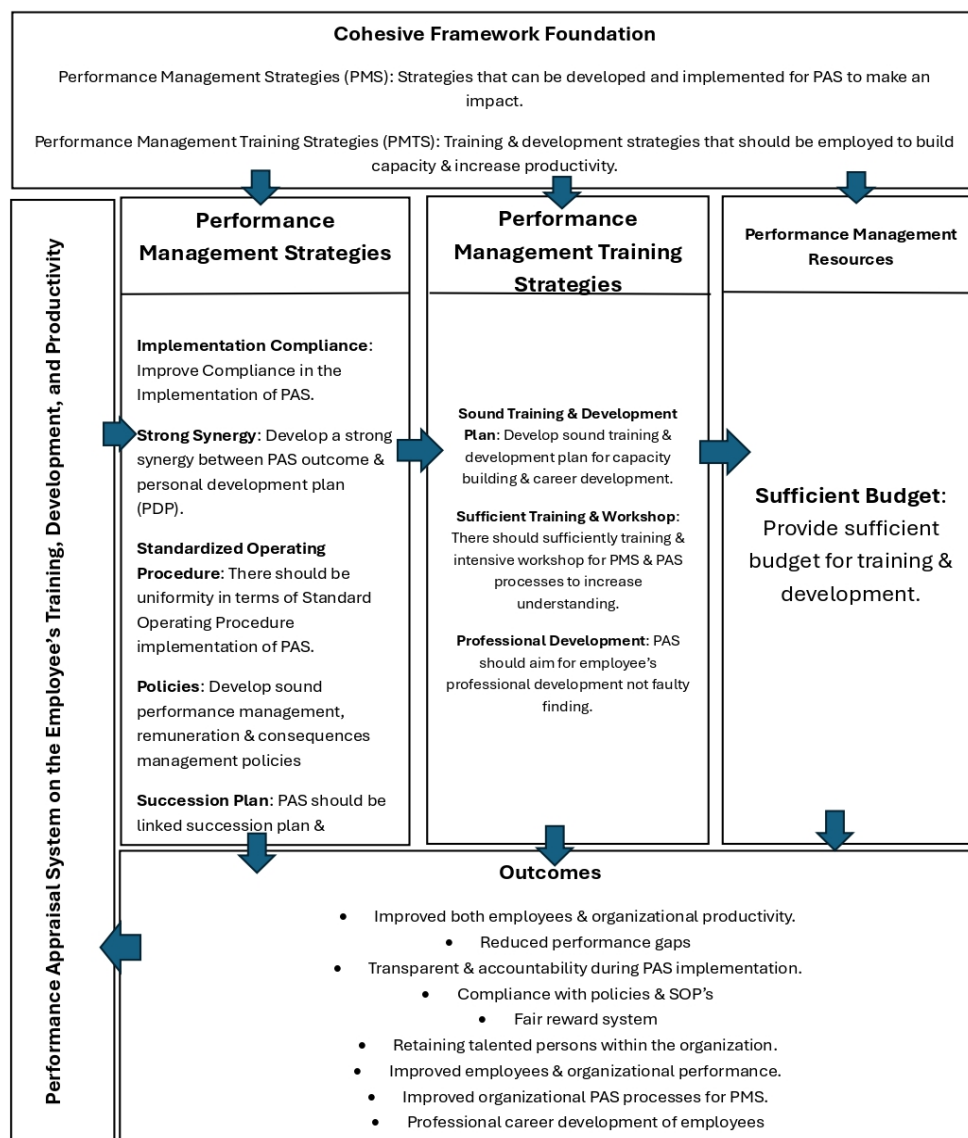 Cohesive Framework Foundation
Performance Management Strategies (PMS): Strategies that can be developed and implemented for PAS to make an
impact.
Performance Management Training Strategies (PMTS): Training & development strategies that should be employed to build
capacity & increase productivity.
Performance Appraisal System on the Employee's Training, Development, and Productivity
Performance
Management Strategies
Implementation Compliance:
Improve Compliance in the
Implementation of PAS.
Strong Synergy: Develop a strong
synergy between PAS outcome &
personal development plan
(PDP).
Standardized Operating
Procedure: There should be
uniformity in terms of Standard
Operating Procedure
implementation of PAS.
Policies: Develop sound
performance management,
remuneration & consequences
management policies
Succession Plan: PAS should be
linked succession plan &
Performance
Management Training
Strategies
Sound Training & Development
Plan: Develop sound training &
development plan for capacity
building & career development.
Sufficient Training & Workshop:
There should sufficiently training &
intensive workshop for PMS & PAS
processes to increase
understanding.
Professional Development: PAS
should aim for employee's
professional development not faulty
finding.
Performance Management
Resources
Sufficient Budget:
Provide sufficient
budget for training &
development.
Outcomes
• Improved both employees & organizational productivity.
• Reduced performance gaps
• Transparent & accountability during PAS implementation.
• Compliance with policies & SOP's
• Fair reward system
• Retaining talented persons within the organization.
• Improved employees & organizational performance.
• Improved organizational PAS processes for PMS.
• Professional career development of employees